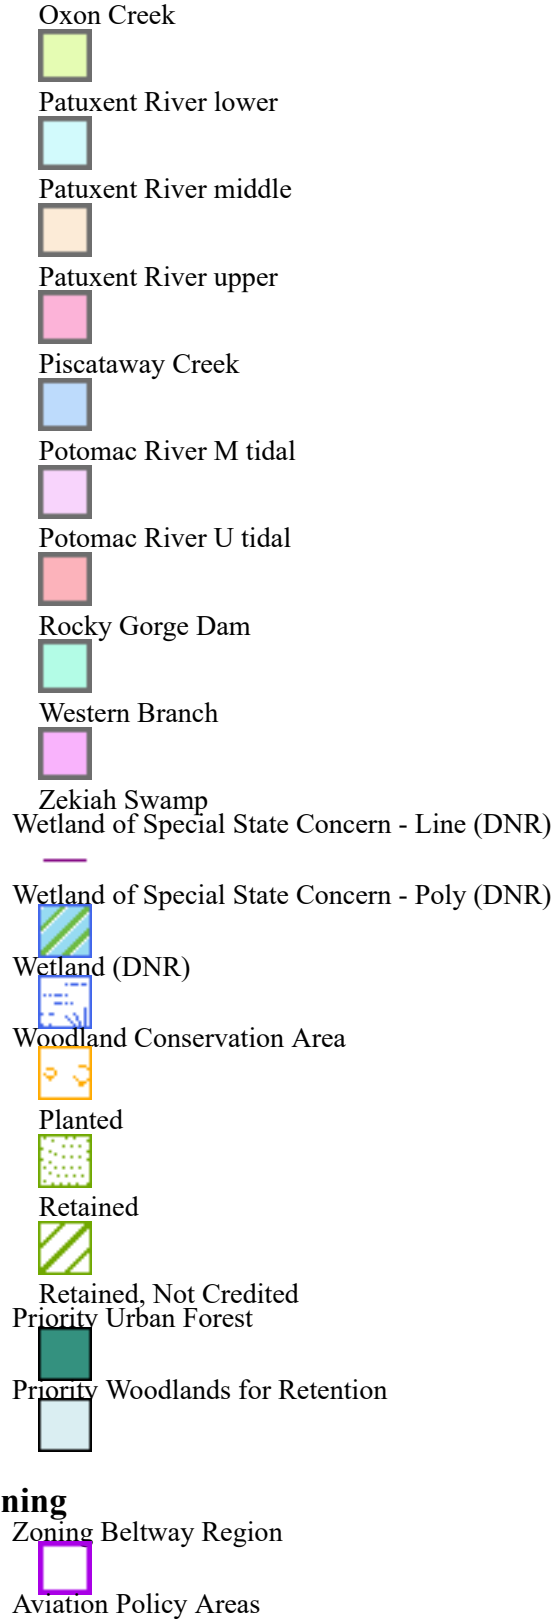 Oxon Creek
Patuxent River lower
Patuxent River middle
Patuxent River upper
Piscataway Creek
Potomac River M tidal
Potomac River U tidal
Rocky Gorge Dam
Western Branch
Zekiah Swamp
Wetland of Special State Concern - Line (DNR)
Wetland of Special State Concern - Poly (DNR)
Wetland (DNR)
Woodland Conservation Area
Planted
Retained
Retained, Not Credited
Priority Urban Forest
Priority Woodlands for Retention
ning
Zoning Beltway Region
Aviation Policy Areas